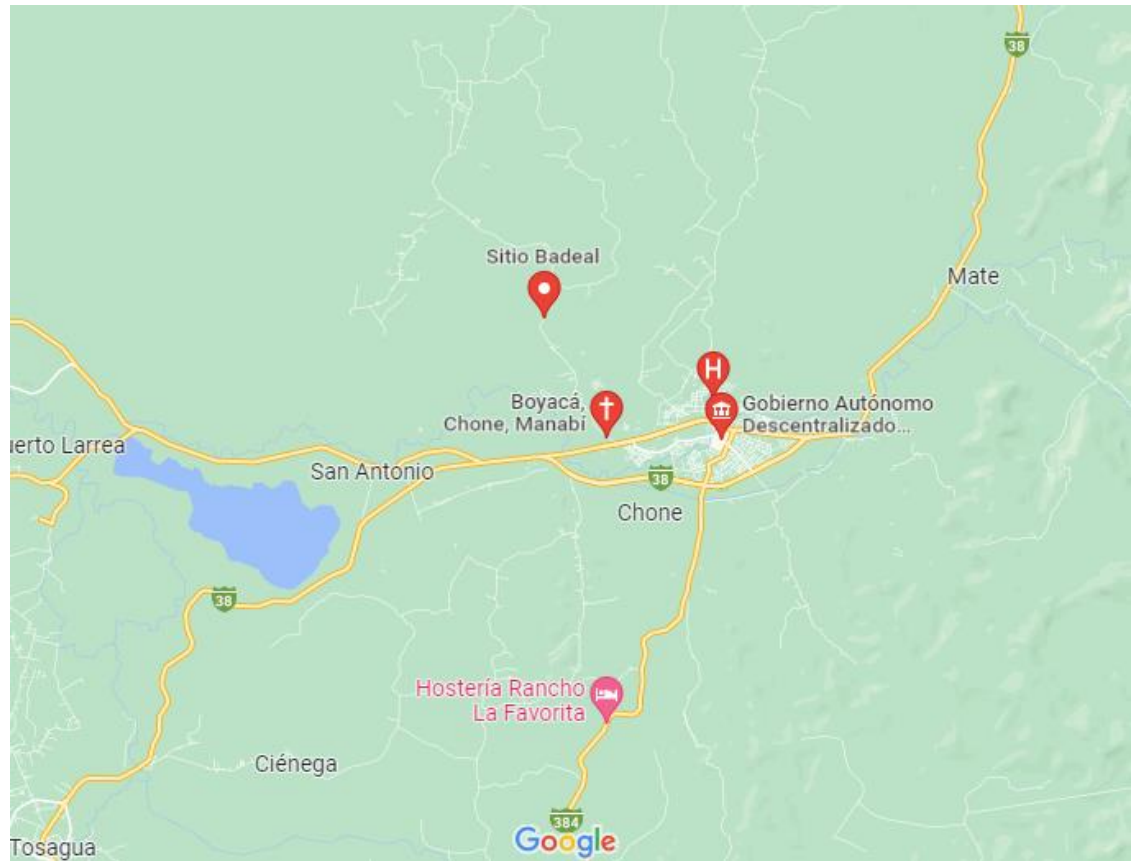 38
Sitio Badeal
Mate
H
Boyacá,
Chone, Manabí
Gobierno Autónomo
Descentralizado...
uerto Larrea
San Antonio
38
Chone
38
Hostería Rancho
La Favorita
Ciénega
384
Google
Tosagua